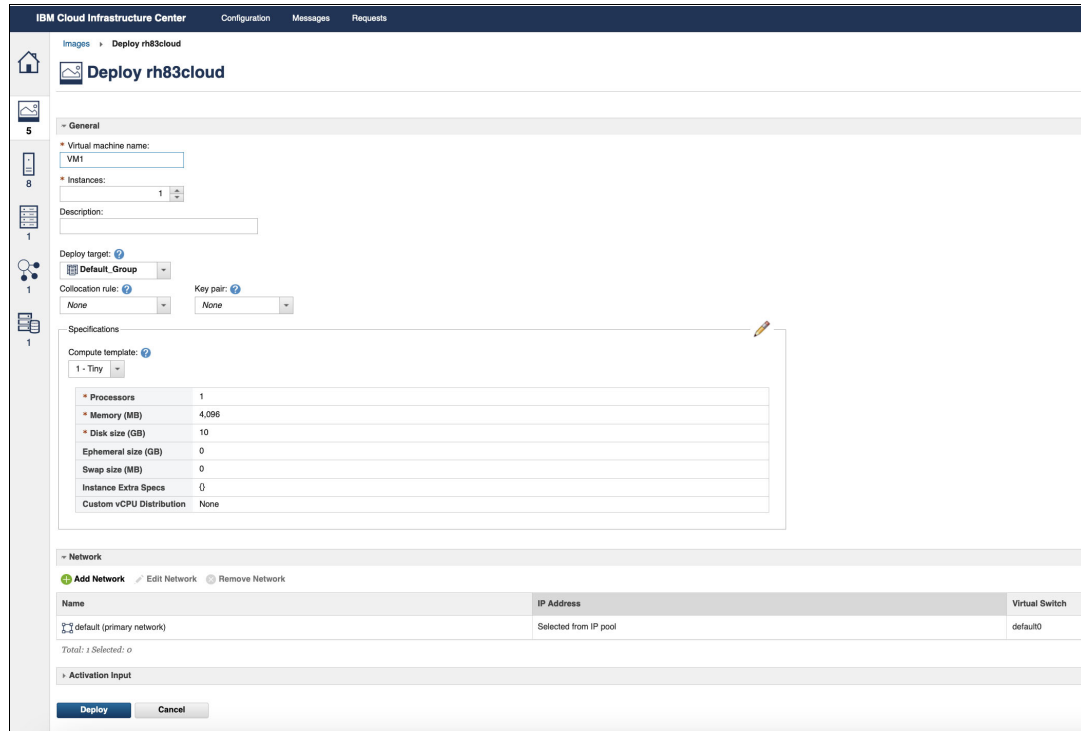 IBM Cloud Infrastructure Center Configuration Messages Requests
Images Deploy rh83cloud
Deploy rh83cloud
5
8
1
1
1
General
* Virtual machine name:
VM1
* Instances:
1
Description:
Deploy target: ?
Default_Group
Collocation rule: ? Key pair: ?
None None
Specifications
Compute template: ?
1 - Tiny
* Processors 1
* Memory (MB) 4,096
* Disk size (GB) 10
Ephemeral size (GB) 0
Swap size (MB) 0
Instance Extra Specs {}
Custom vCPU Distribution None
Network
Add Network Edit Network Remove Network
Name IP Address Virtual Switch
default (primary network) Selected from IP pool default0
Total: 1 Selected: 0
Activation Input
Deploy Cancel